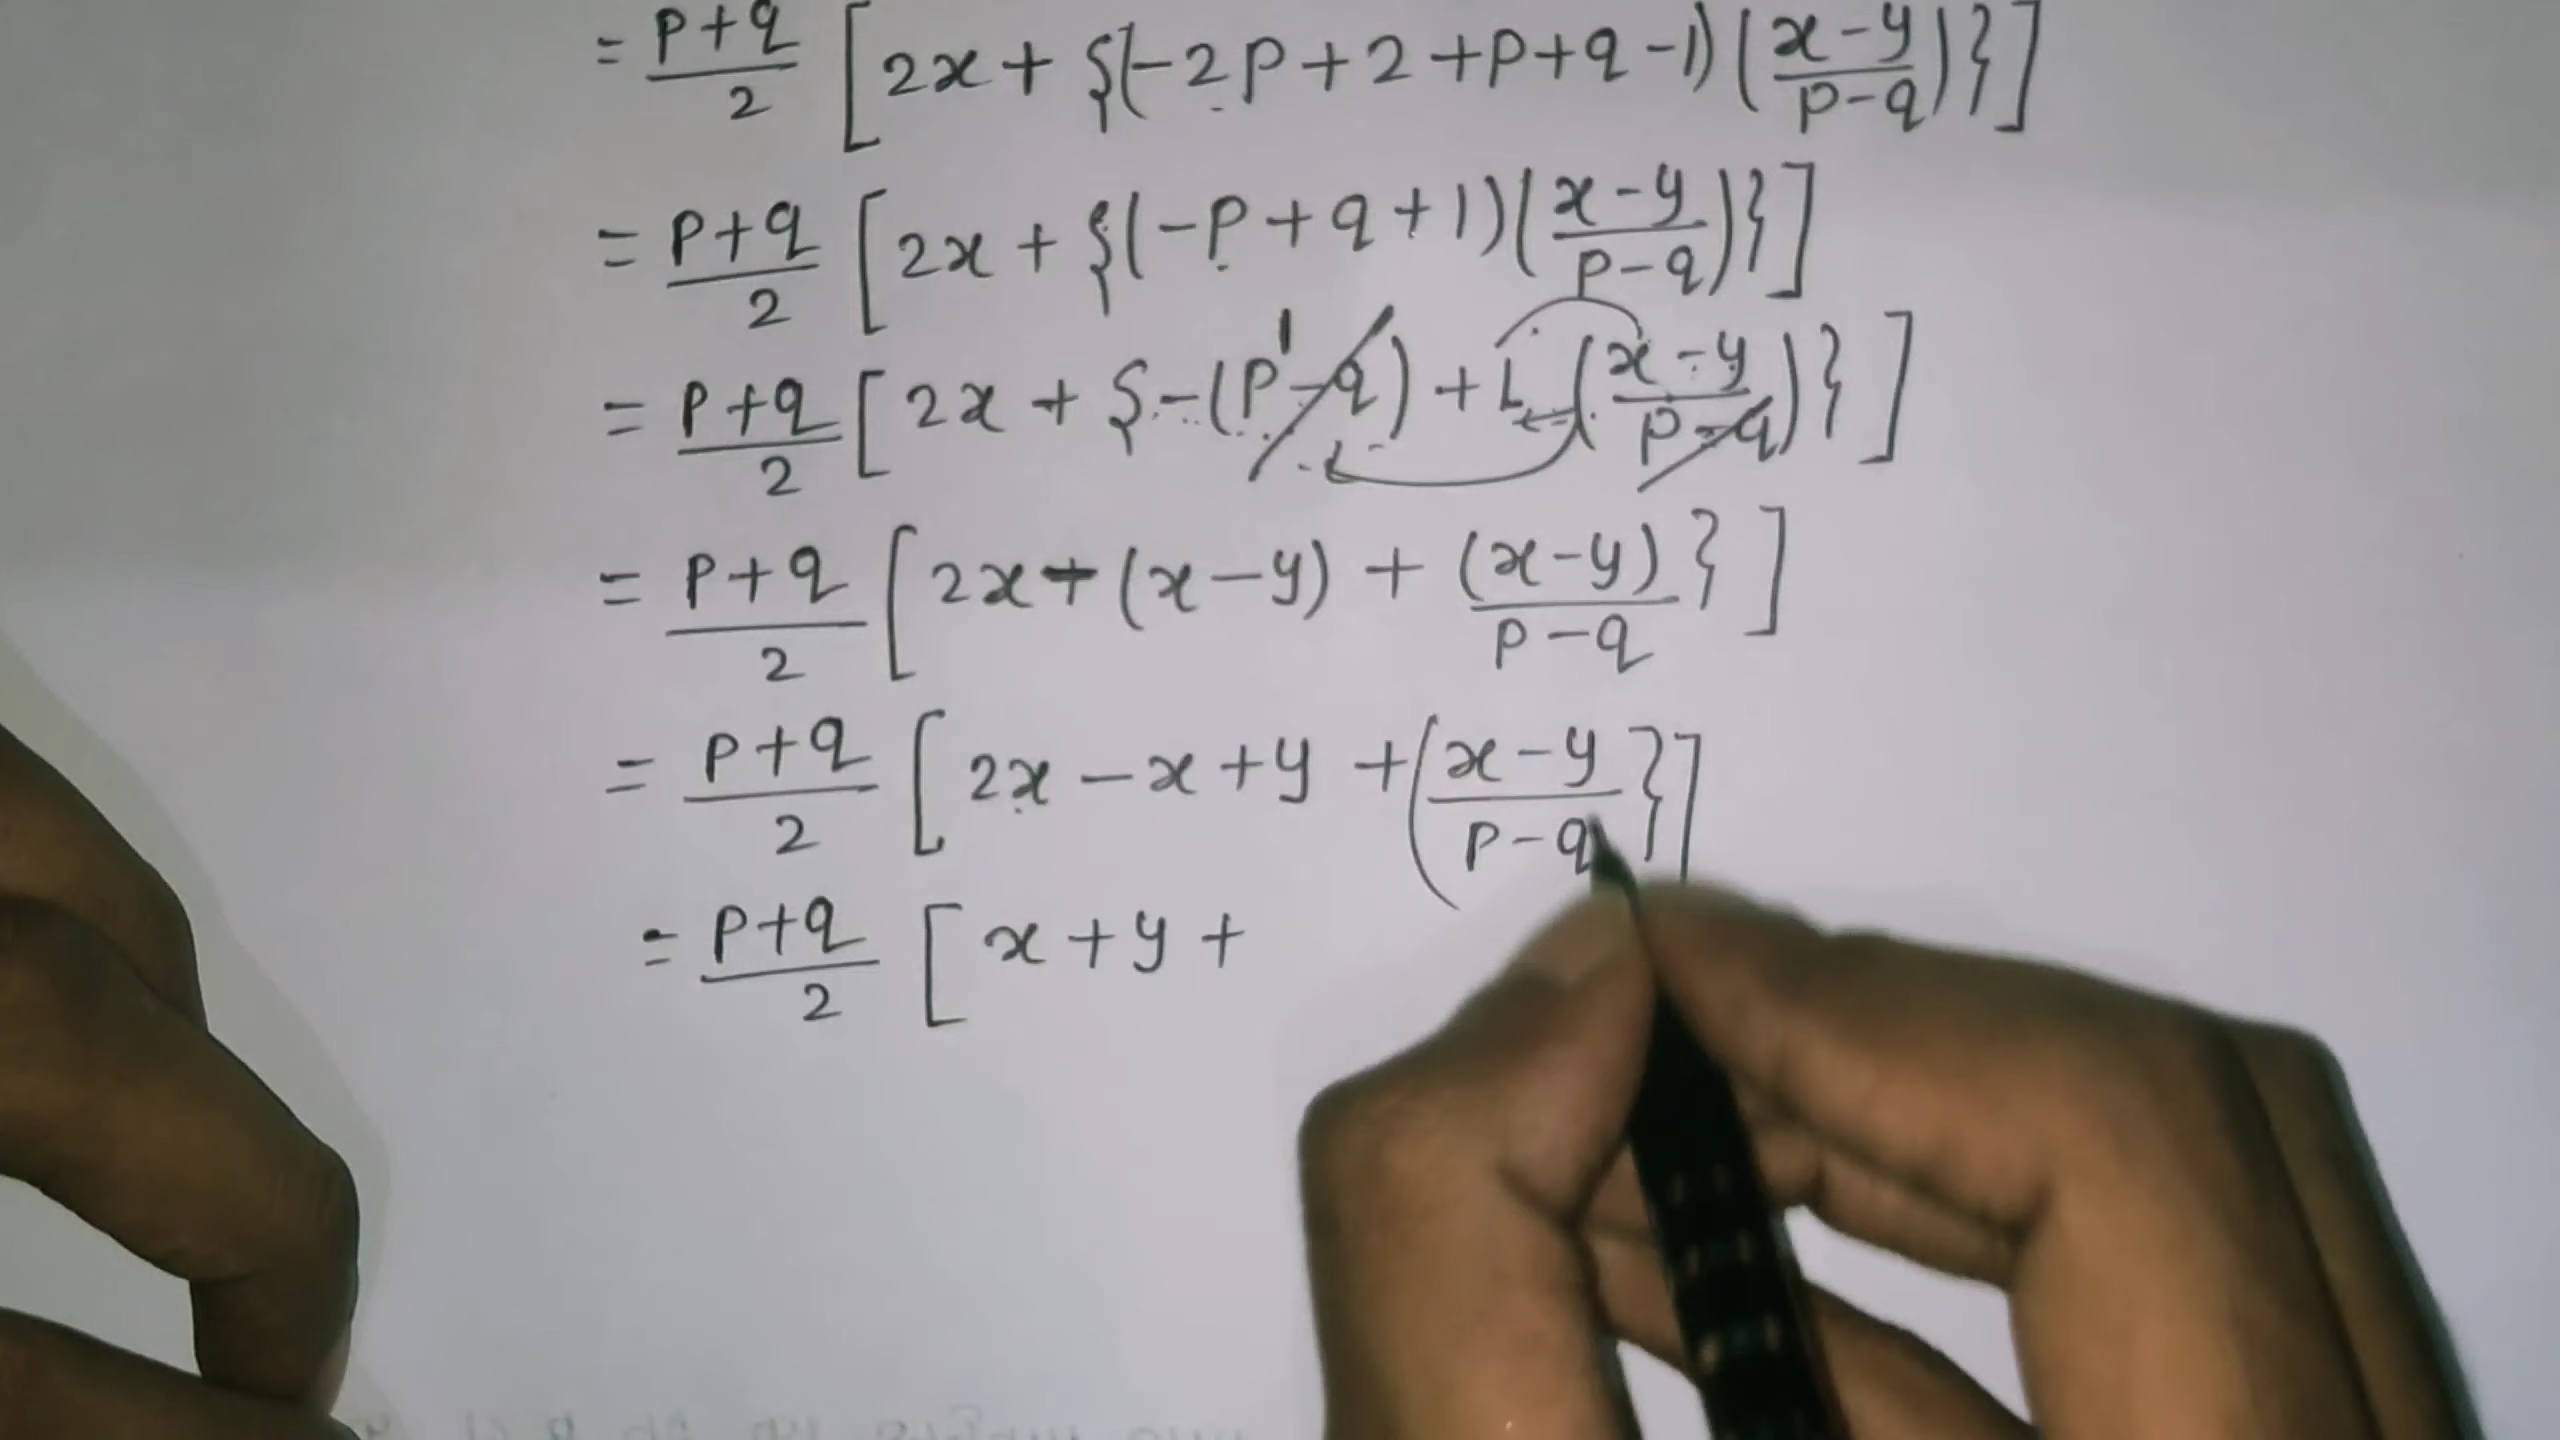 = p+q/2 [2x + {(-2p+2+p+q-1)(x-y/p-q)}]
= p+q/2 [2x + {(-p+q+1)(x-y/p-q)}]
= p+q/2 [2x + {-(p-q)+1 (x-y/p-q)}]
= p+q/2 [2x - (x-y) + (x-y)/p-q}]
= p+q/2 [2x - x + y + (x-y/p-q}]
= p+q/2 [x + y +